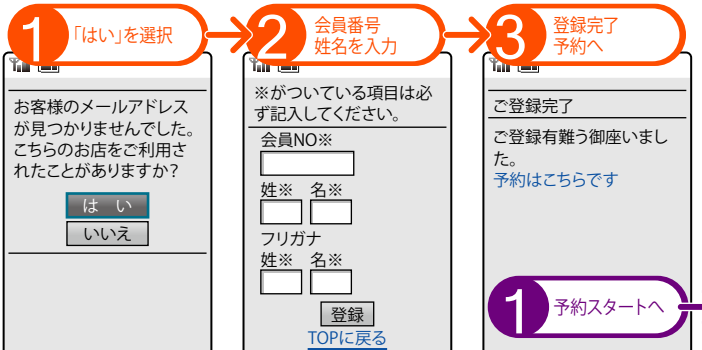 1 「はい」を選択
お客様のメールアドレス
が見つかりませんでした。
こちらのお店をご利用さ
れたことがありますか?
は い
いいえ
2 会員番号
姓名を入力
※がついている項目は必
ず記入してください。
会員NO※
姓※ 名※
フリガナ
姓※ 名※
登録
TOPに戻る
3 登録完了
予約へ
ご登録完了
ご登録有難う御座いまし
た。
予約はこちらです
1 予約スタートへ